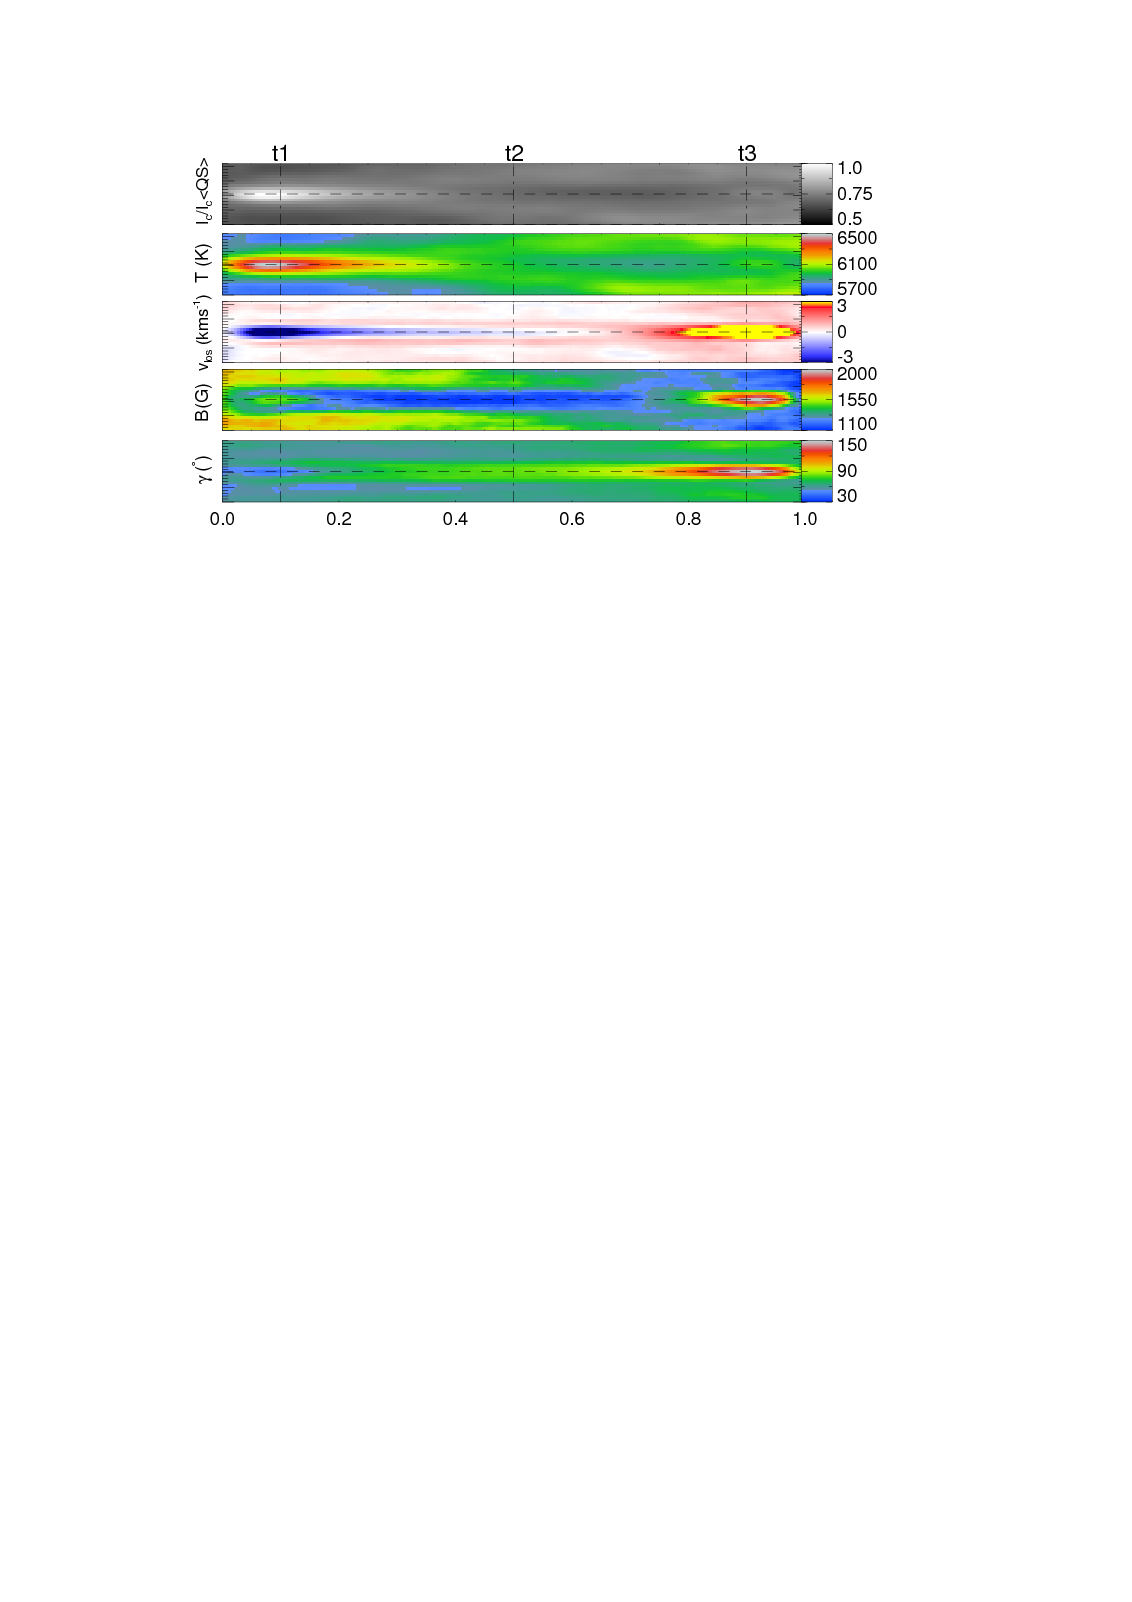 t1 t2 t3
I_c/I_c<QS> 1.0 0.75 0.5
T (K) 6500 6100 5700
v_los (kms⁻¹) 3 0 -3
B(G) 2000 1550 1100
γ (°) 150 90 30
0.0 0.2 0.4 0.6 0.8 1.0